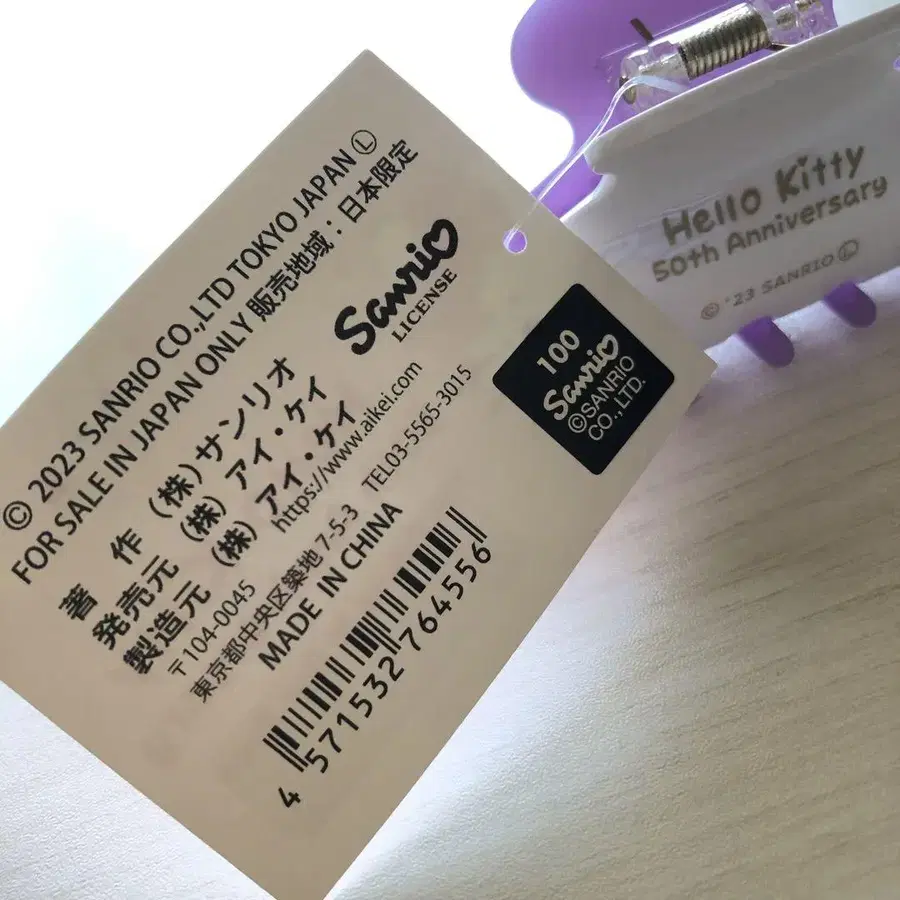 © 2023 SANRIO CO.,LTD TOKYO JAPAN Ⓛ
FOR SALE IN JAPAN ONLY 販売地域：日本限定
著 作 (株)サンリオ
発売元 (株) アイ・ケイ
製造元 (株) アイ・ケイ
https://www.aikei.com
〒104-0045
東京都中央区築地 7-5-3 TEL03-5565-3015
MADE IN CHINA
4 571532 764556
Sanrio
LICENSE
100
Sanrio
©SANRIO
CO.,LTD.
Hello Kitty
50th Anniversary
© '23 SANRIO Ⓛ